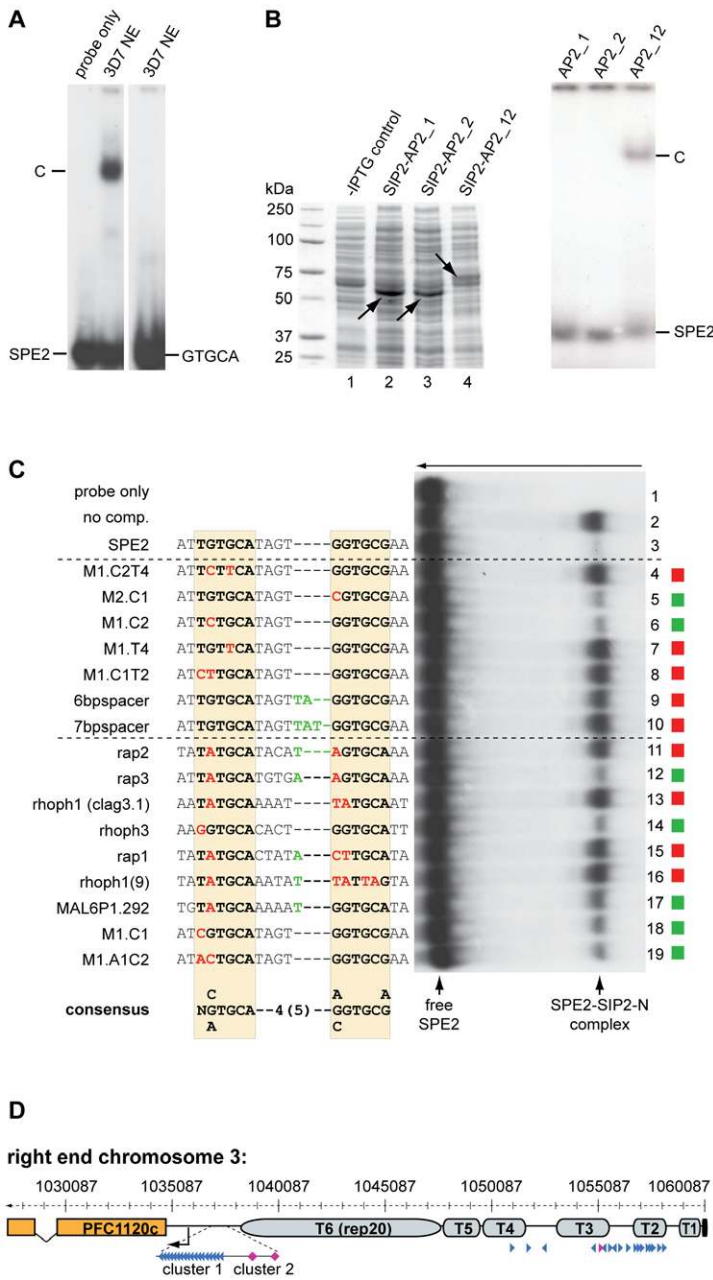 A
probe only
3D7 NE
3D7 NE
C
SPE2
GTGCA
B
-IPTG control
SIP2-AP2_1
SIP2-AP2_2
SIP2-AP2_12
kDa
250
100
75
50
37
25
1 2 3 4
AP2_1
AP2_2
AP2_12
C
SPE2
C
probe only 1
no comp. 2
SPE2 ATTGTGCATAGT----GGTGCGAA 3
M1.C2T4 ATTCTTCATAGT----GGTGCGAA 4
M2.C1 ATTGTGCATAGT----CGTGCGAA 5
M1.C2 ATTCTGCATAGT----GGTGCGAA 6
M1.T4 ATTGTTCATAGT----GGTGCGAA 7
M1.C1T2 ATCTTGCATAGT----GGTGCGAA 8
6bpspacer ATTGTGCATAGTTA--GGTGCGAA 9
7bpspacer ATTGTGCATAGTTAT-GGTGCGAA 10
rap2 TATATGCATACAT---AGTGCAAA 11
rap3 ATTATGCATGTGA---AGTGCAAA 12
rhoph1 (clag3.1) AATATGCAAAAT----TATGCAAT 13
rhoph3 AAGGTGCACACT----GGTGCATT 14
rap1 TATATGCACTATA---CTTGCATA 15
rhoph1(9) TATATGCAAATAT---TATTAGTA 16
MAL6P1.292 TGTATGCAAAAAT---GGTGCATA 17
M1.C1 ATCGTGCATAGT----GGTGCGAA 18
M1.A1C2 ATACTGCATAGT----GGTGCGAA 19
C A A
consensus NGTGCA--4(5)--GGTGCG
A C
free SPE2
SPE2-SIP2-N complex
D
right end chromosome 3:
1030087 1035087 1040087 1045087 1050087 1055087 1060087
PFC1120c T6 (rep20) T5 T4 T3 T2 T1
cluster 1 cluster 2